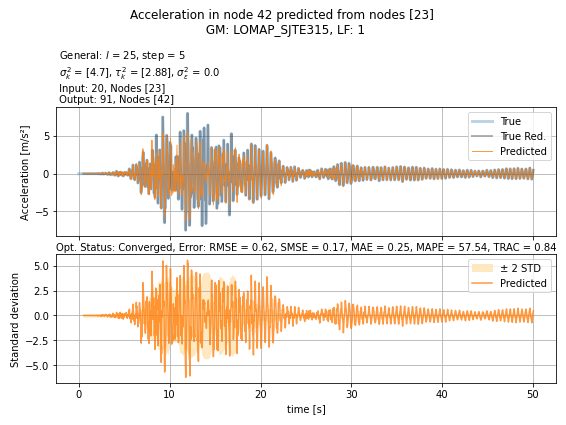 Acceleration in node 42 predicted from nodes [23]
GM: LOMAP_SJTE315, LF: 1
General: l = 25, step = 5
σ²ₖ = [4.7], τ²ₖ = [2.88], σ²ε = 0.0
Input: 20, Nodes [23]
Output: 91, Nodes [42]
Acceleration [m/s²]
5
0
−5
True
True Red.
Predicted
Opt. Status: Converged, Error: RMSE = 0.62, SMSE = 0.17, MAE = 0.25, MAPE = 57.54, TRAC = 0.84
Standard deviation
5.0
2.5
0.0
−2.5
−5.0
± 2 STD
Predicted
0 10 20 30 40 50
time [s]